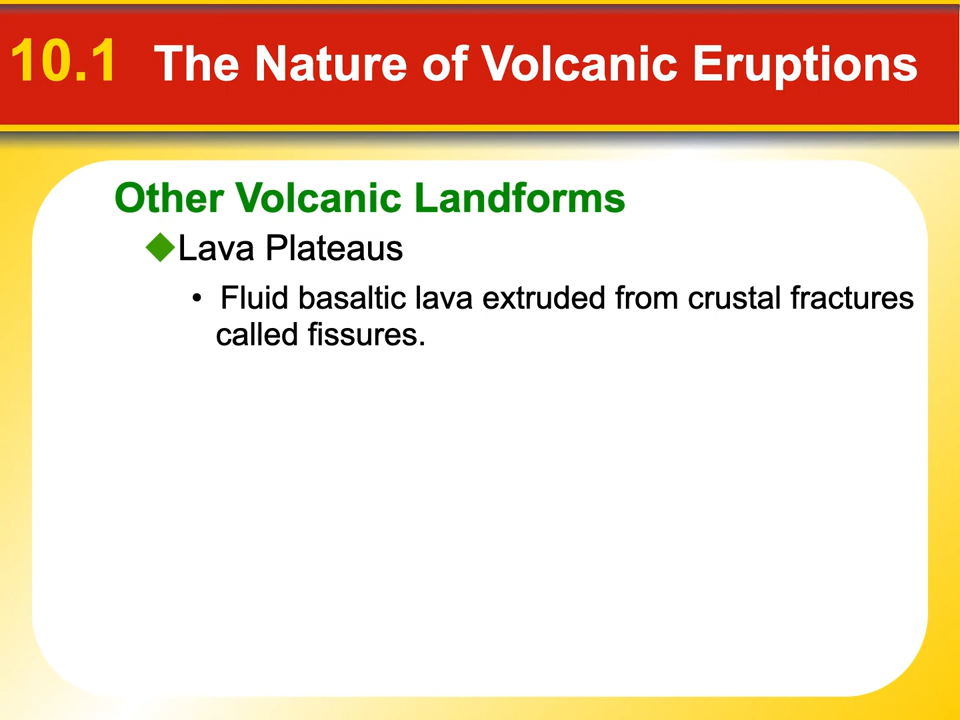 10.1 The Nature of Volcanic Eruptions
Other Volcanic Landforms
◆Lava Plateaus
• Fluid basaltic lava extruded from crustal fractures
called fissures.